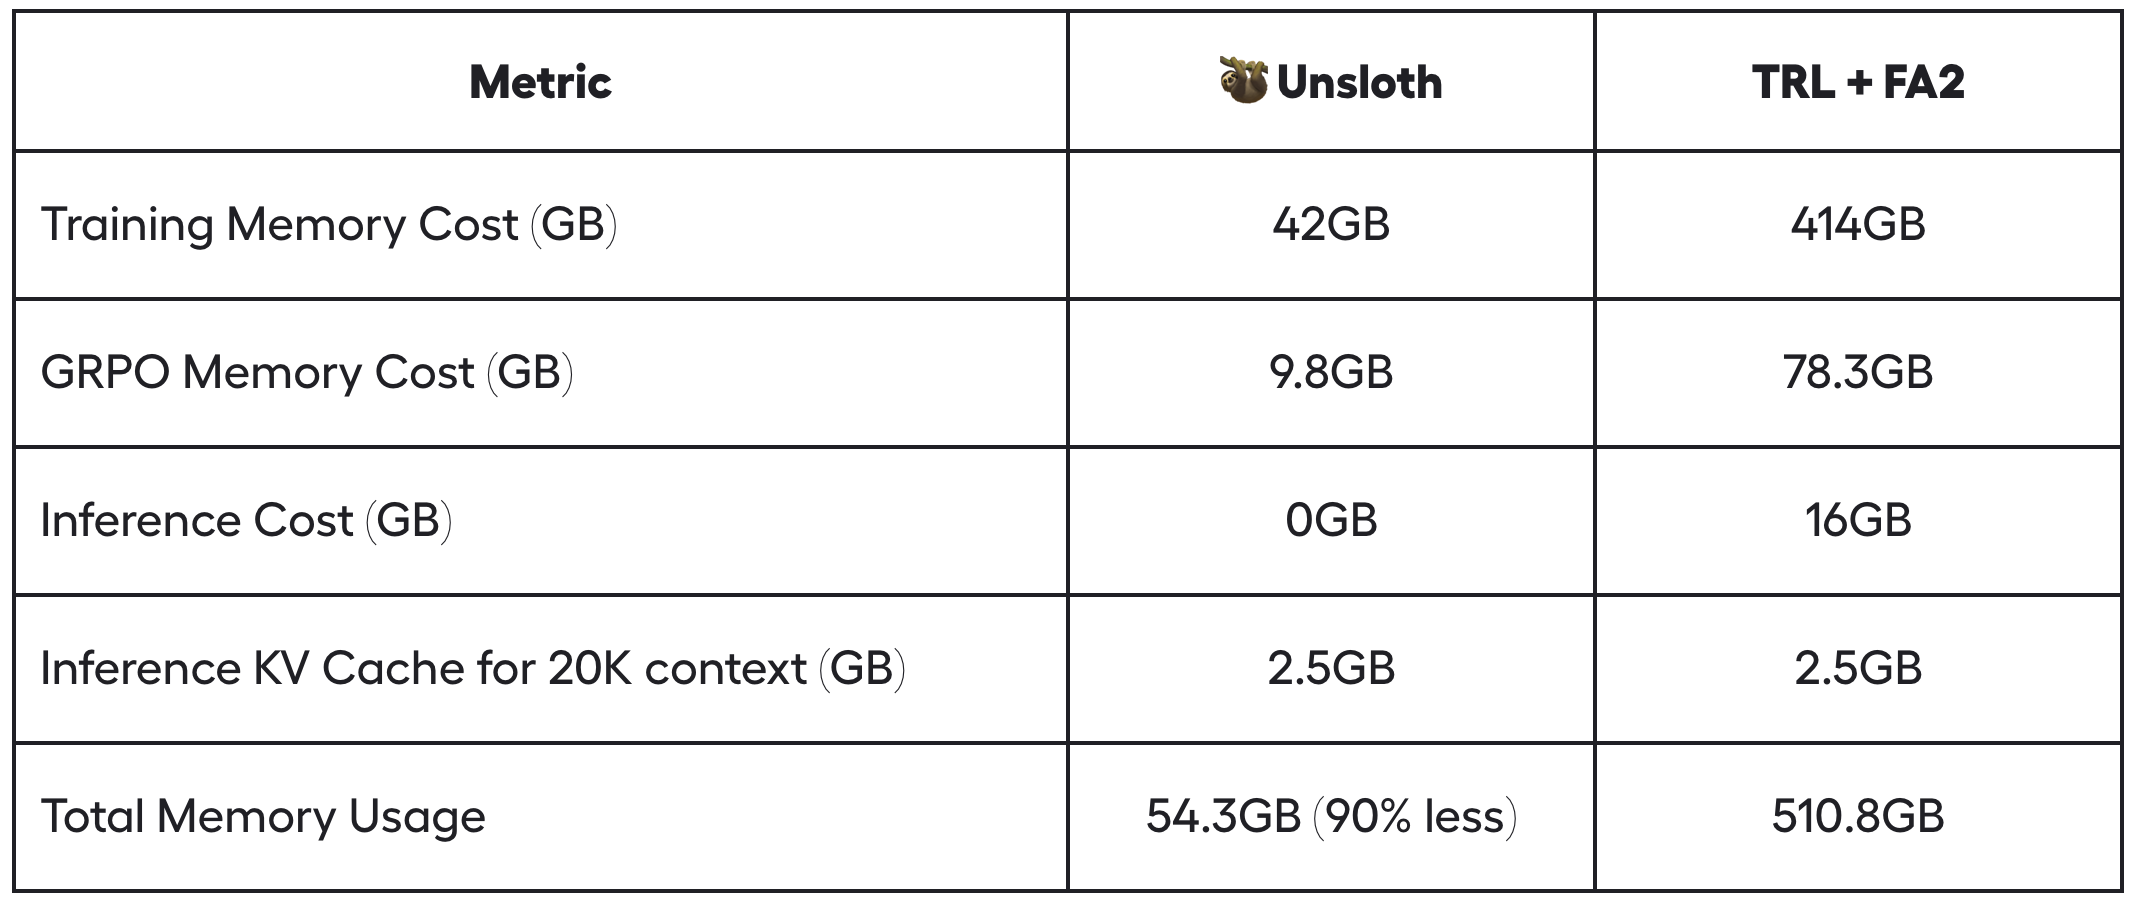 Metric 🦥 Unsloth TRL + FA2
Training Memory Cost (GB) 42GB 414GB
GRPO Memory Cost (GB) 9.8GB 78.3GB
Inference Cost (GB) 0GB 16GB
Inference KV Cache for 20K context (GB) 2.5GB 2.5GB
Total Memory Usage 54.3GB (90% less) 510.8GB